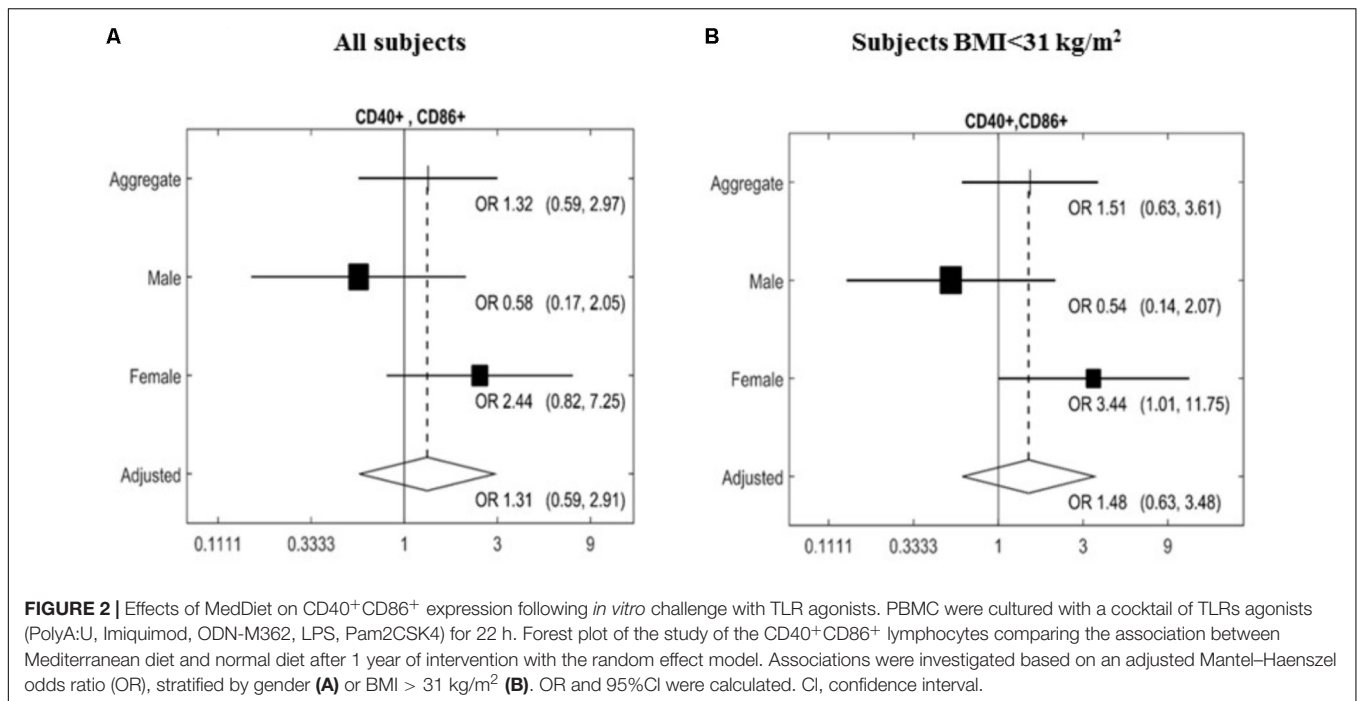 A
All subjects
CD40+ , CD86+
Aggregate
OR 1.32 (0.59, 2.97)
Male
OR 0.58 (0.17, 2.05)
Female
OR 2.44 (0.82, 7.25)
Adjusted
OR 1.31 (0.59, 2.91)
0.1111 0.3333 1 3 9
B
Subjects BMI<31 kg/m²
CD40+,CD86+
Aggregate
OR 1.51 (0.63, 3.61)
Male
OR 0.54 (0.14, 2.07)
Female
OR 3.44 (1.01, 11.75)
Adjusted
OR 1.48 (0.63, 3.48)
0.1111 0.3333 1 3 9
FIGURE 2 | Effects of MedDiet on CD40⁺CD86⁺ expression following in vitro challenge with TLR agonists. PBMC were cultured with a cocktail of TLRs agonists
(PolyA:U, Imiquimod, ODN-M362, LPS, Pam2CSK4) for 22 h. Forest plot of the study of the CD40⁺CD86⁺ lymphocytes comparing the association between
Mediterranean diet and normal diet after 1 year of intervention with the random effect model. Associations were investigated based on an adjusted Mantel–Haenszel
odds ratio (OR), stratified by gender (A) or BMI > 31 kg/m² (B). OR and 95%CI were calculated. CI, confidence interval.